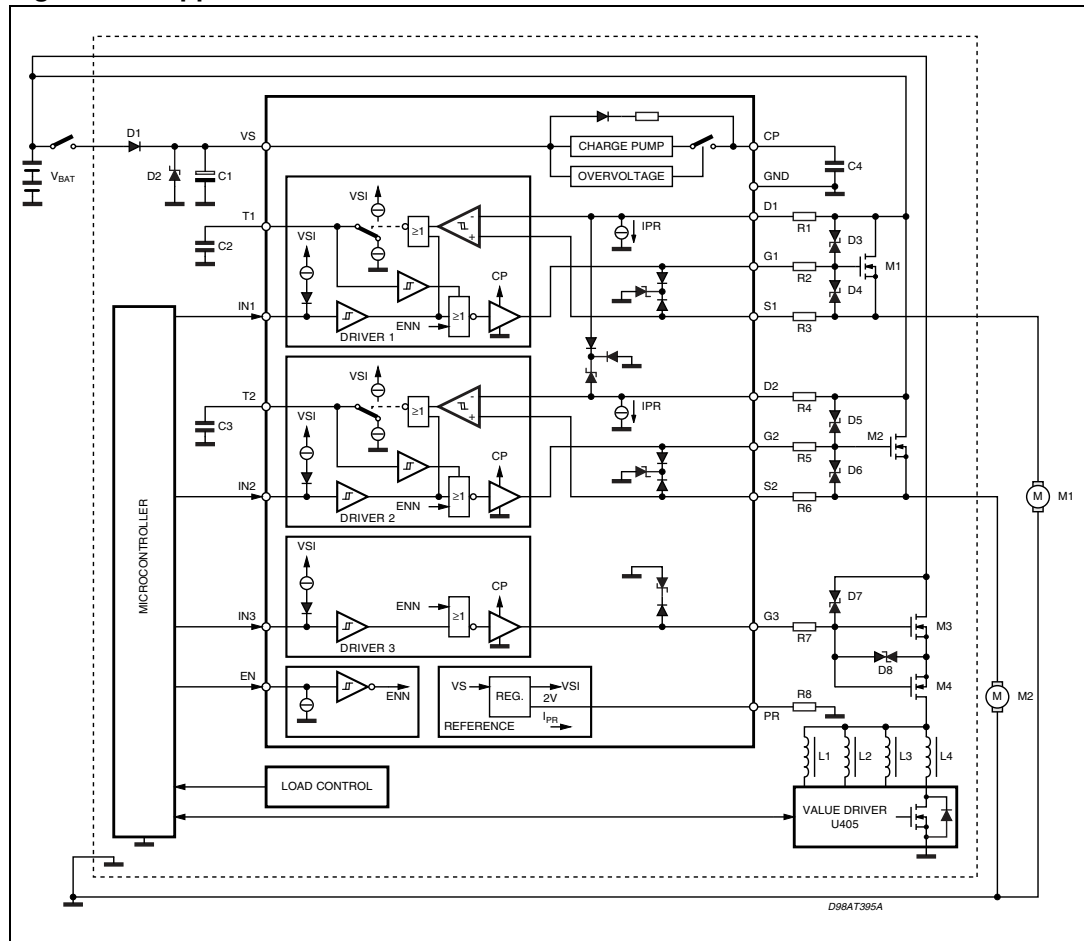 D1
VS
CP
CHARGE PUMP
OVERVOLTAGE
VBAT
D2
C1
C4
GND
VSI
T1
≥1
-
+
IPR
D1
R1
D3
C2
VSI
CP
G1
R2
M1
D4
IN1
ENN
≥1
DRIVER 1
S1
R3
VSI
T2
≥1
-
+
IPR
D2
R4
D5
C3
VSI
CP
G2
R5
M2
D6
IN2
ENN
≥1
DRIVER 2
S2
R6
M
M1
MICROCONTROLLER
VSI
CP
D7
IN3
ENN
≥1
DRIVER 3
G3
R7
M3
D8
EN
ENN
VS
REG.
VSI
2V
IPR
REFERENCE
PR
R8
M4
M
M2
L1
L2
L3
L4
LOAD CONTROL
VALUE DRIVER
U405
D98AT395A